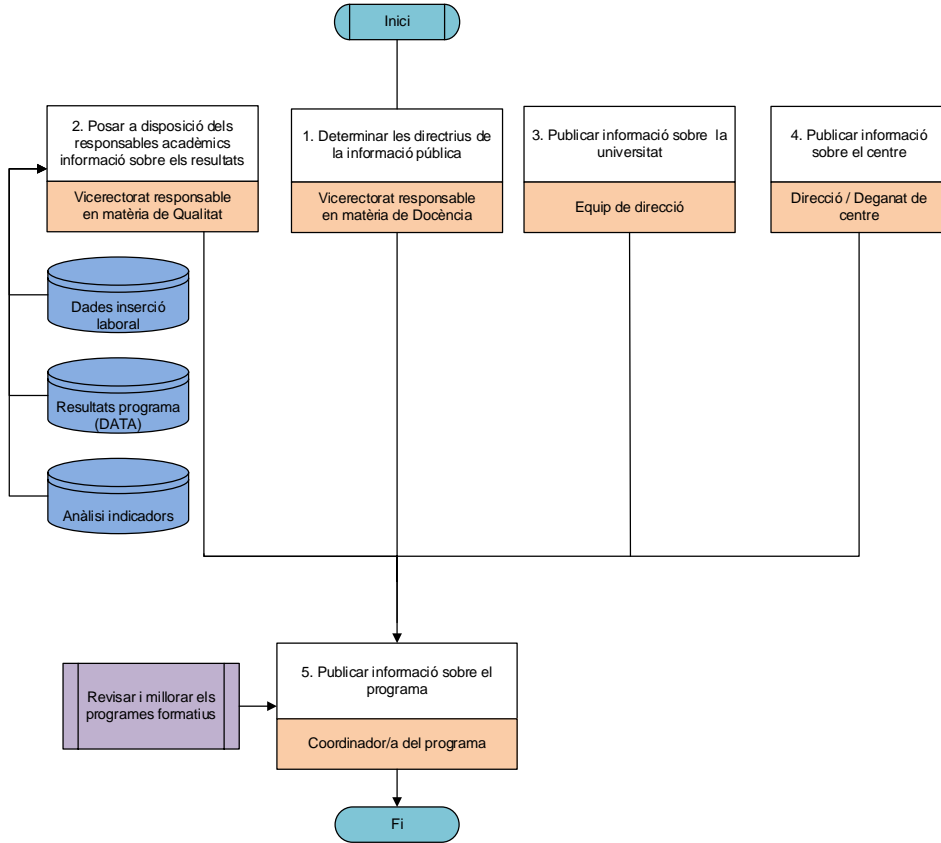 Inici
2. Posar a disposició dels
responsables acadèmics
informació sobre els resultats
Vicerectorat responsable
en matèria de Qualitat
1. Determinar les directrius de
la informació pública
Vicerectorat responsable
en matèria de Docència
3. Publicar informació sobre la
universitat
Equip de direcció
4. Publicar informació
sobre el centre
Direcció / Deganat de
centre
Dades inserció
laboral
Resultats programa
(DATA)
Anàlisi indicadors
Revisar i millorar els
programes formatius
5. Publicar informació sobre el
programa
Coordinador/a del programa
Fi